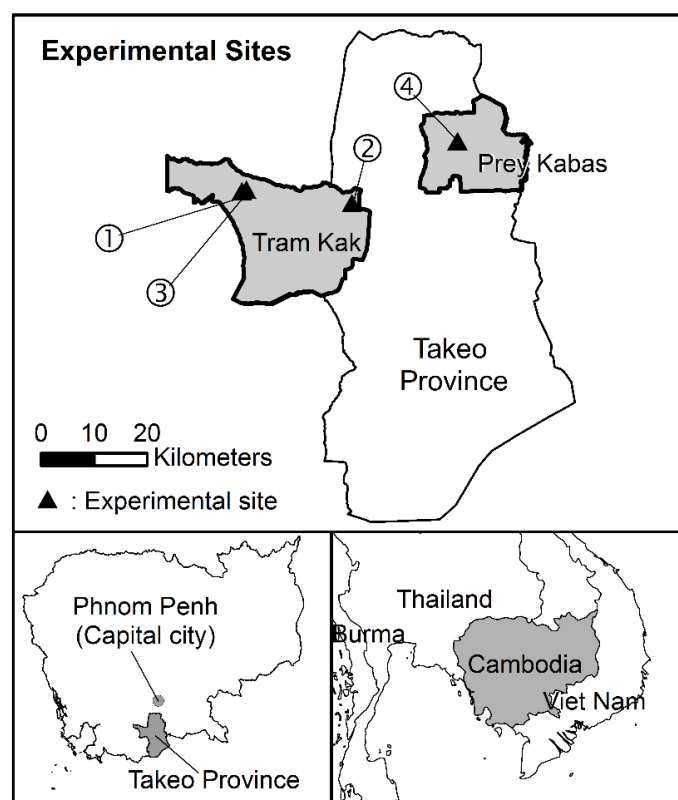 Experimental Sites
④
Prey Kabas
②
①
Tram Kak
③
Takeo
Province
0 10 20
Kilometers
▲ : Experimental site
Phnom Penh
(Capital city)
Takeo Province
Thailand
Burma
Cambodia
Viet Nam